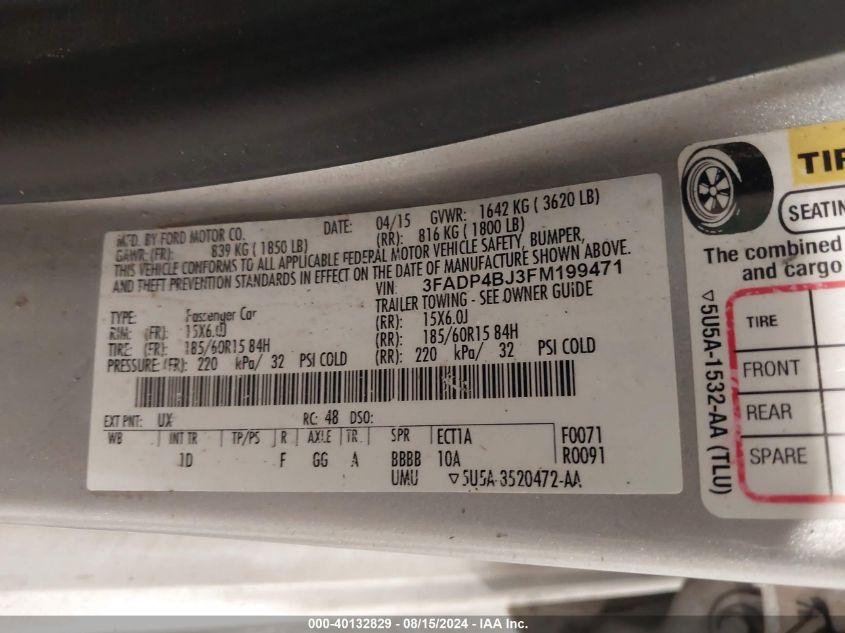 MFD. BY FORD MOTOR CO. DATE: 04/15 GVWR: 1642 KG ( 3620 LB)
GAWR: (FR): 839 KG ( 1850 LB) (RR): 816 KG ( 1800 LB)
THIS VEHICLE CONFORMS TO ALL APPLICABLE FEDERAL MOTOR VEHICLE SAFETY, BUMPER,
AND THEFT PREVENTION STANDARDS IN EFFECT ON THE DATE OF MANUFACTURE SHOWN ABOVE.
VIN: 3FADP4BJ3FM199471
TYPE: Passenger Car TRAILER TOWING - SEE OWNER GUIDE
RIM: (FR): 15X6.0J (RR): 15X6.0J
TIRE: (FR): 185/60R15 84H (RR): 185/60R15 84H
PRESSURE: (FR): 220 kPa/ 32 PSI COLD (RR): 220 kPa/ 32 PSI COLD
EXT PNT: UX RC: 48 DSO:
WB INT TR TP/PS R AXLE TR SPR ECT1A F0071
1D F GG A BBBB 10A R0091
UMU ▽5U5A-3520472-AA
TIR
SEATIN
The combined
and cargo
TIRE
FRONT
REAR
SPARE
▽5U5A-1532-AA (TLU)
000-40132829 - 08/15/2024 - IAA Inc.